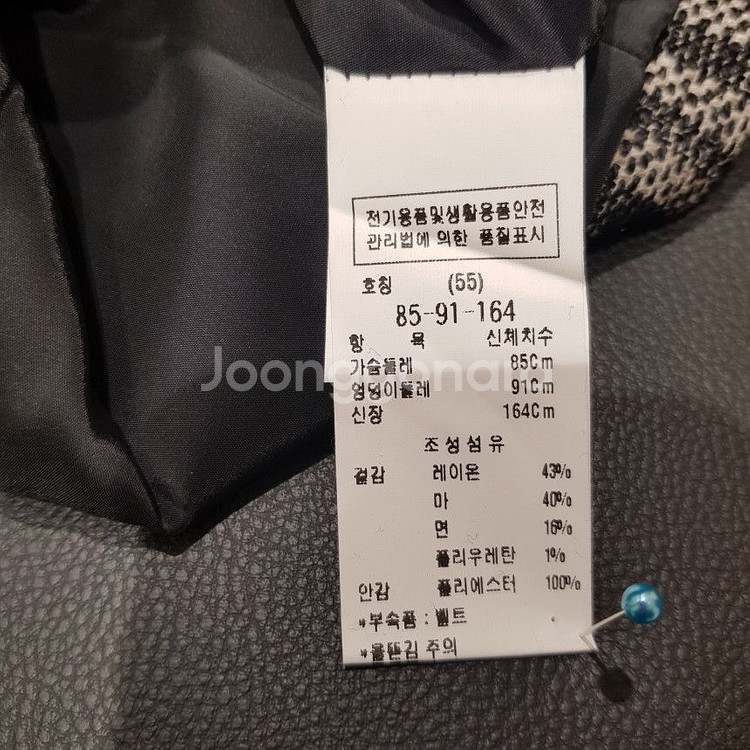 전기용품및생활용품안전
관리법에 의한 품질표시
호칭 (55)
85-91-164
항 목 신체치수
가슴둘레 85Cm
엉덩이둘레 91Cm
신장 164Cm
조성섬유
겉감 레이온 43%
마 40%
면 16%
폴리우레탄 1%
안감 폴리에스터 100%
*부속품 : 벨트
*올뜯김 주의
Joonggonara